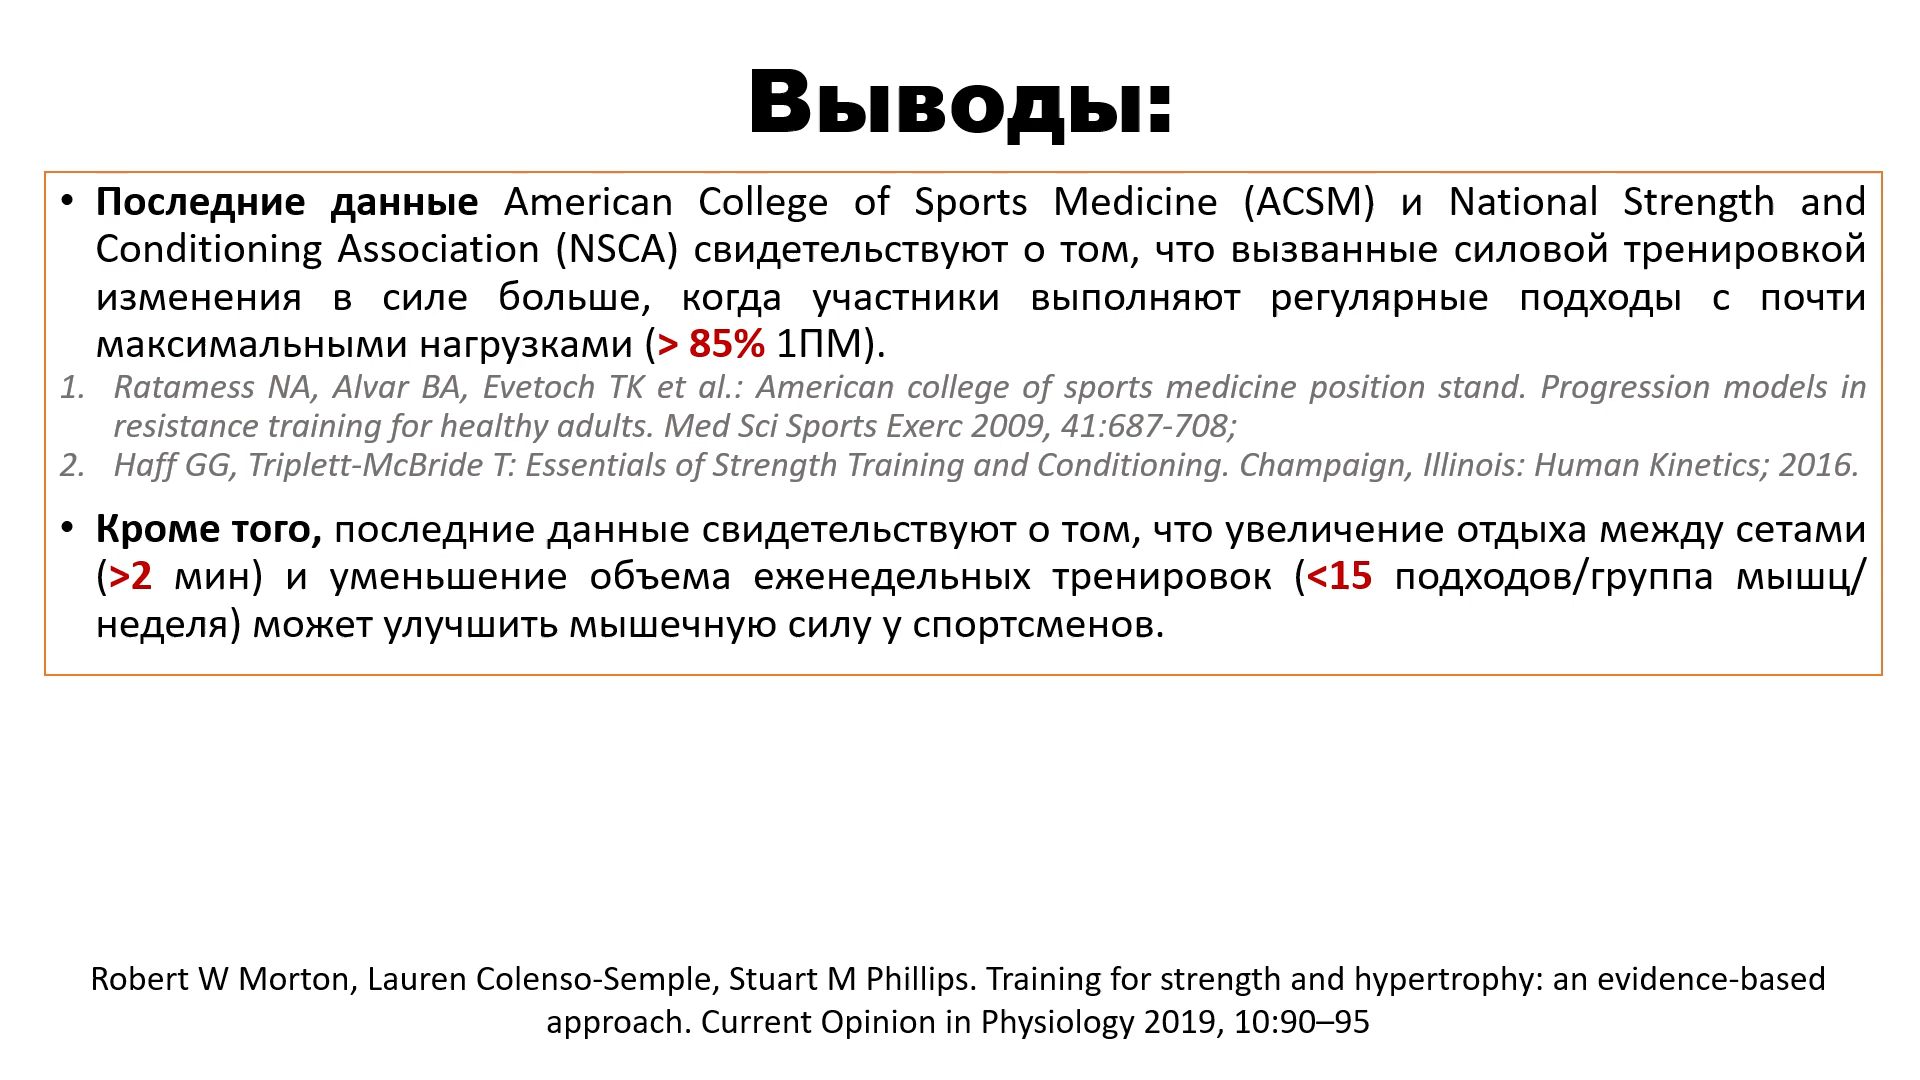 Выводы:
• Последние данные American College of Sports Medicine (ACSM) и National Strength and
Conditioning Association (NSCA) свидетельствуют о том, что вызванные силовой тренировкой
изменения в силе больше, когда участники выполняют регулярные подходы с почти
максимальными нагрузками (> 85% 1ПМ).
1. Ratamess NA, Alvar BA, Evetoch TK et al.: American college of sports medicine position stand. Progression models in
resistance training for healthy adults. Med Sci Sports Exerc 2009, 41:687-708;
2. Haff GG, Triplett-McBride T: Essentials of Strength Training and Conditioning. Champaign, Illinois: Human Kinetics; 2016.
• Кроме того, последние данные свидетельствуют о том, что увеличение отдыха между сетами
(>2 мин) и уменьшение объема еженедельных тренировок (<15 подходов/группа мышц/
неделя) может улучшить мышечную силу у спортсменов.
Robert W Morton, Lauren Colenso-Semple, Stuart M Phillips. Training for strength and hypertrophy: an evidence-based
approach. Current Opinion in Physiology 2019, 10:90–95